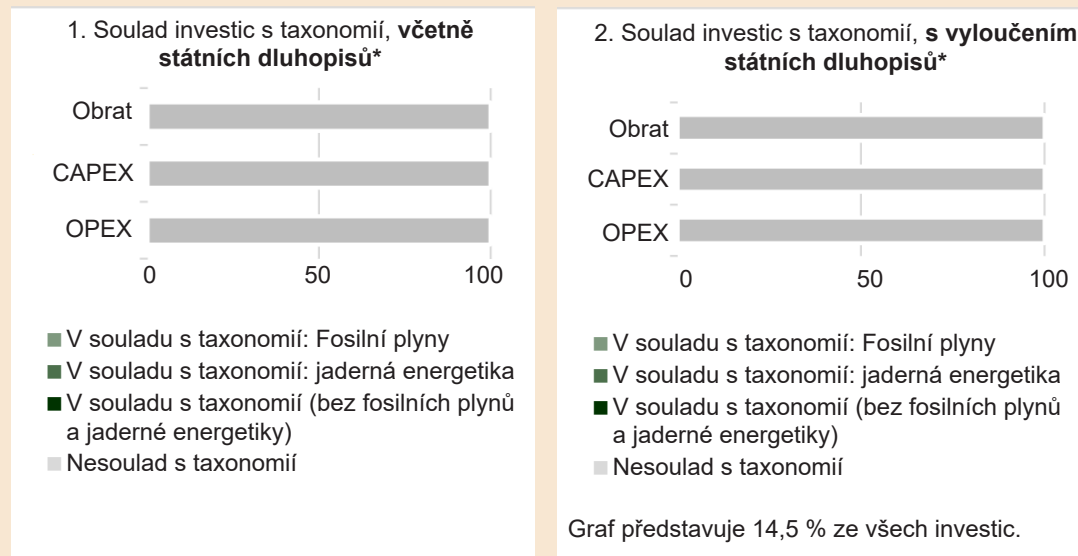 1. Soulad investic s taxonomií, včetně
státních dluhopisů*
Obrat
CAPEX
OPEX
0 50 100
V souladu s taxonomií: Fosilní plyny
V souladu s taxonomií: jaderná energetika
V souladu s taxonomií (bez fosilních plynů
a jaderné energetiky)
Nesoulad s taxonomií
2. Soulad investic s taxonomií, s vyloučením
státních dluhopisů*
Obrat
CAPEX
OPEX
0 50 100
V souladu s taxonomií: Fosilní plyny
V souladu s taxonomií: jaderná energetika
V souladu s taxonomií (bez fosilních plynů
a jaderné energetiky)
Nesoulad s taxonomií
Graf představuje 14,5 % ze všech investic.